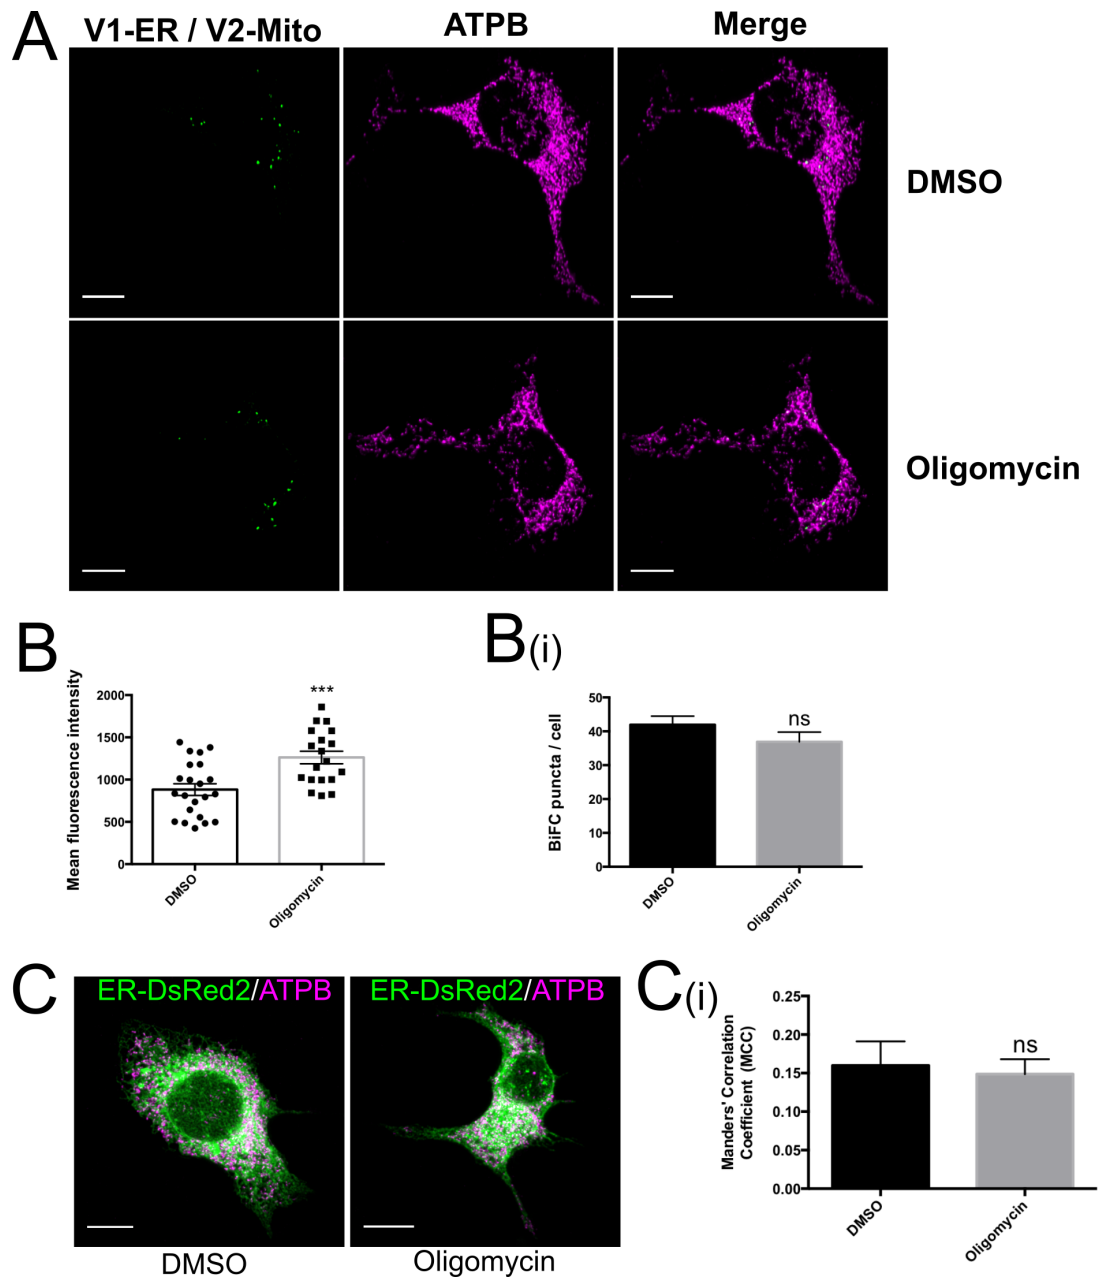 A
V1-ER / V2-Mito
ATPB
Merge
DMSO
Oligomycin
B
Mean fluorescence intensity
2000
1500
1000
500
0
***
DMSO
Oligomycin
B(i)
BiFC puncta / cell
50
40
30
20
10
0
ns
DMSO
Oligomycin
C
ER-DsRed2/ATPB
ER-DsRed2/ATPB
DMSO
Oligomycin
C(i)
Manders' Correlation
Coefficient (MCC)
0.25
0.20
0.15
0.10
0.05
0.00
ns
DMSO
Oligomycin